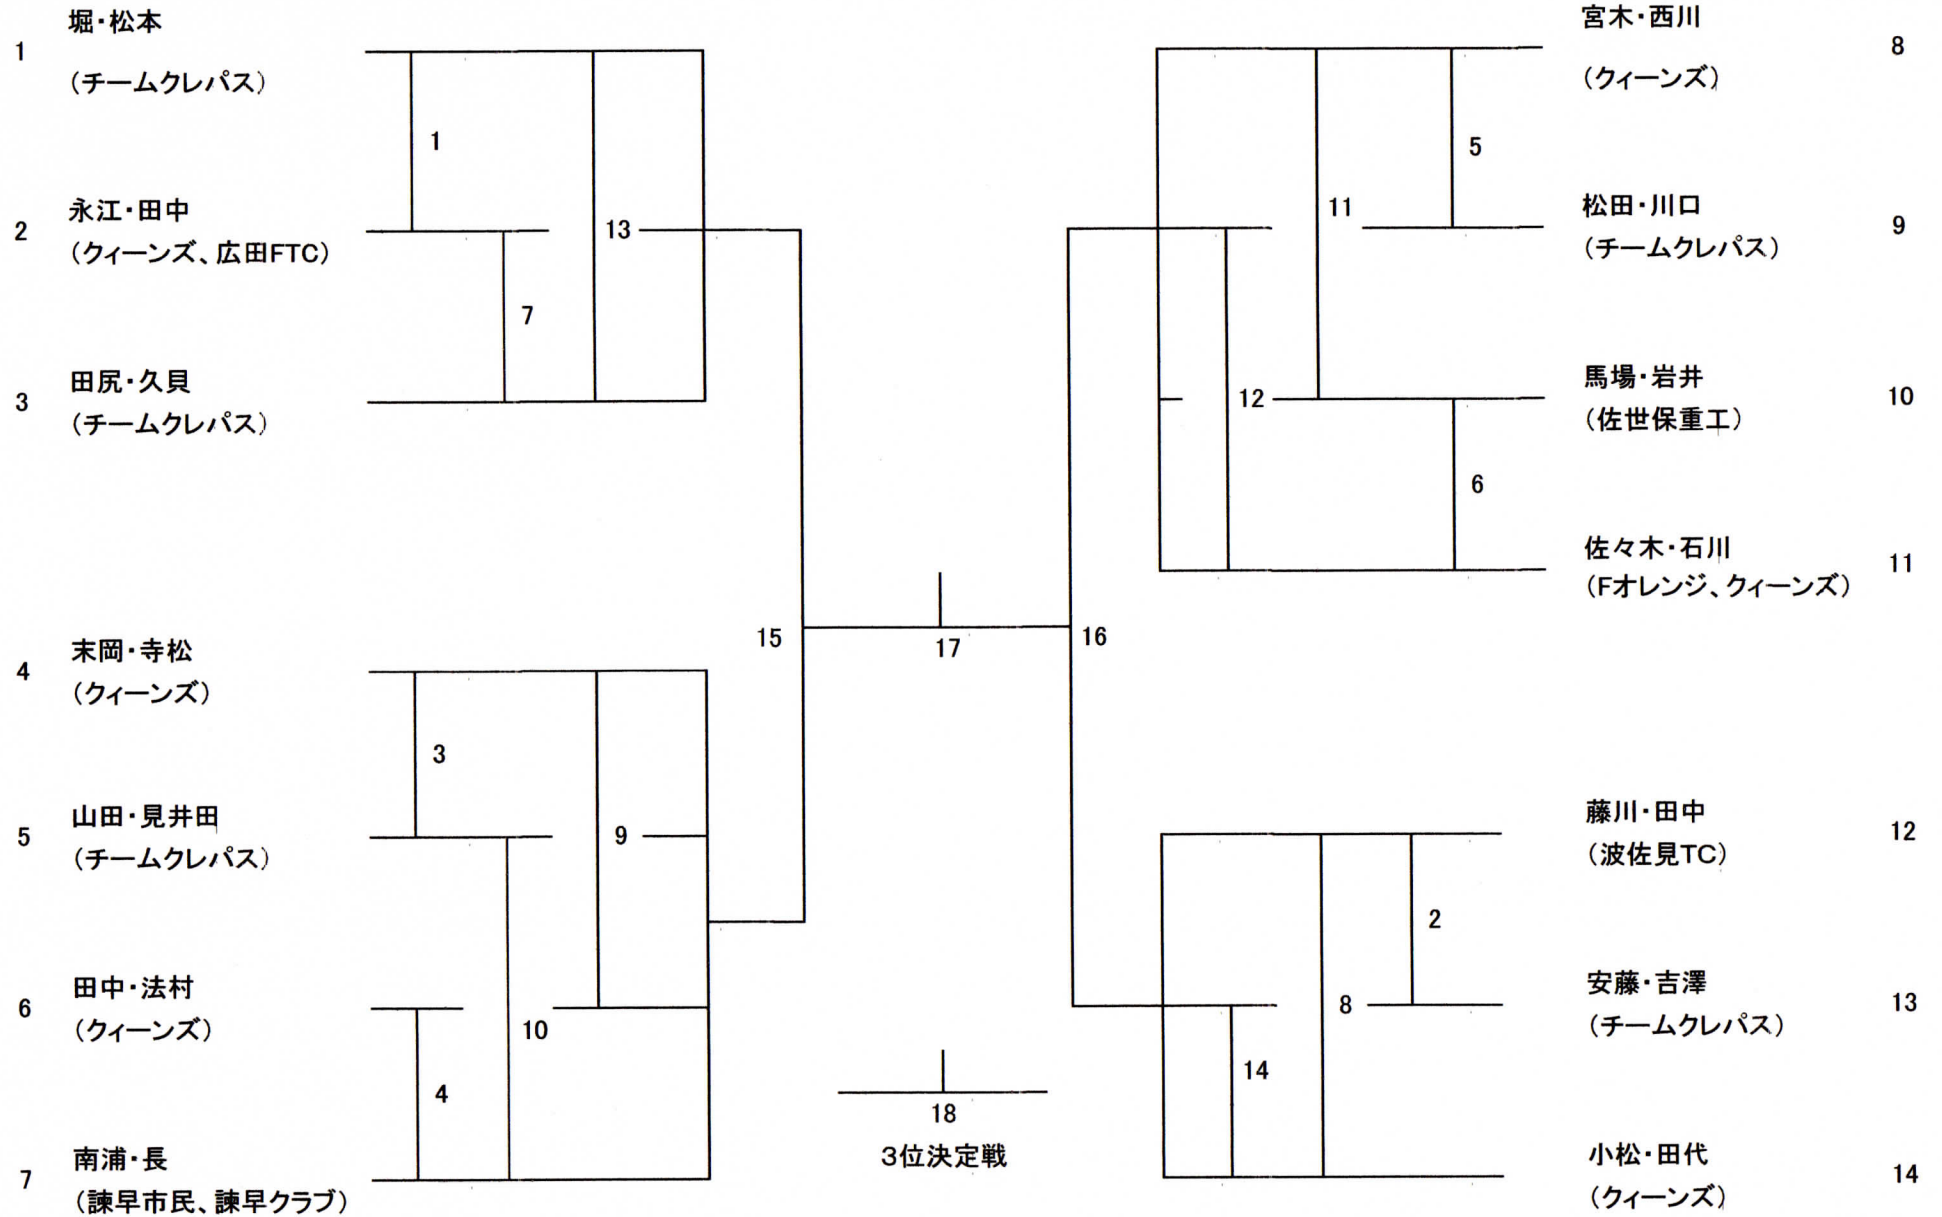 1
堀・松本
(チームクレパス)
2
永江・田中
(クィーンズ、広田FTC)
3
田尻・久貝
(チームクレパス)
4
末岡・寺松
(クィーンズ)
5
山田・見井田
(チームクレパス)
6
田中・法村
(クィーンズ)
7
南浦・長
(諫早市民、諫早クラブ)
1
7
13
3
9
10
4
15
17
16
18
3位決定戦
5
11
12
6
2
8
14
宮木・西川
(クィーンズ)
8
松田・川口
(チームクレパス)
9
馬場・岩井
(佐世保重工)
10
佐々木・石川
(Fオレンジ、クィーンズ)
11
藤川・田中
(波佐見TC)
12
安藤・吉澤
(チームクレパス)
13
小松・田代
(クィーンズ)
14